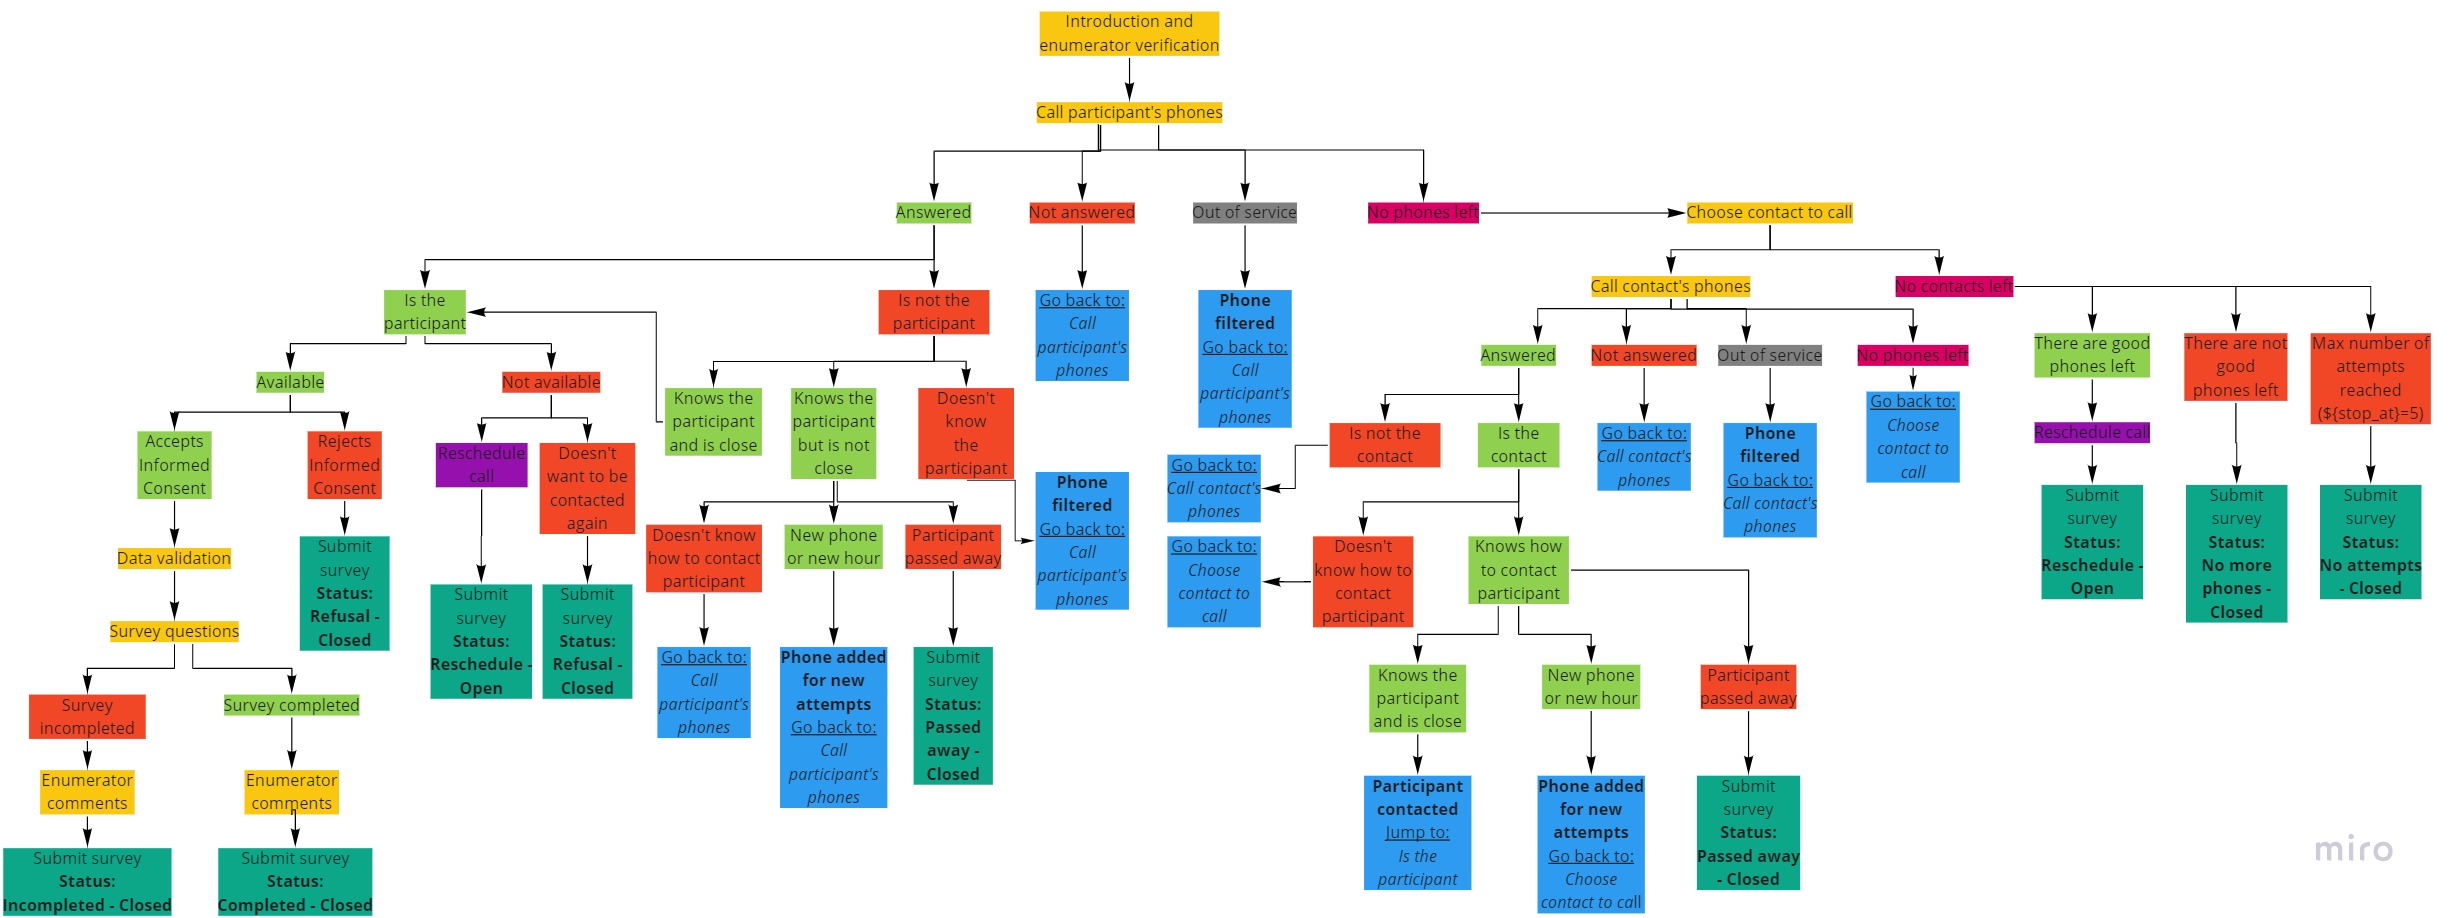 Introduction and
enumerator verification
Call participant's phones
Answered
Not answered
Out of service
No phones left
Choose contact to call
Is the
participant
Is not the
participant
Go back to:
Call
participant's
phones
Phone
filtered
Go back to:
Call
participant's
phones
Call contact's phones
No contacts left
Available
Not available
Knows the
participant
and is close
Knows the
participant
but is not
close
Doesn't
know
the
participant
Answered
Not answered
Out of service
No phones left
There are good
phones left
There are not
good
phones left
Max number of
attempts
reached
(${stop_at}=5)
Accepts
Informed
Consent
Rejects
Informed
Consent
Reschedule
call
Doesn't
want to be
contacted
again
Phone
filtered
Go back to:
Call
participant's
phones
Go back to:
Call contact's
phones
Is not the
contact
Is the
contact
Go back to:
Call contact's
phones
Phone
filtered
Go back to:
Call contact's
phones
Go back to:
Choose
contact to
call
Reschedule call
Data validation
Submit
survey
Status:
Refusal -
Closed
Doesn't know
how to contact
participant
New phone
or new hour
Participant
passed away
Go back to:
Choose
contact to
call
Doesn't
know how to
contact
participant
Knows how
to contact
participant
Submit
survey
Status:
Reschedule -
Open
Submit
survey
Status:
No more
phones -
Closed
Submit
survey
Status:
No attempts
- Closed
Survey questions
Submit
survey
Status:
Reschedule -
Open
Submit
survey
Status:
Refusal -
Closed
Go back to:
Call
participant's
phones
Phone added
for new
attempts
Go back to:
Call
participant's
phones
Submit
survey
Status:
Passed
away -
Closed
Knows the
participant
and is close
New phone
or new hour
Participant
passed away
Survey
incompleted
Survey completed
Enumerator
comments
Enumerator
comments
Participant
contacted
Jump to:
Is the
participant
Phone added
for new
attempts
Go back to:
Choose
contact to call
Submit
survey
Status:
Passed away
- Closed
Submit survey
Status:
Incompleted - Closed
Submit survey
Status:
Completed - Closed
miro